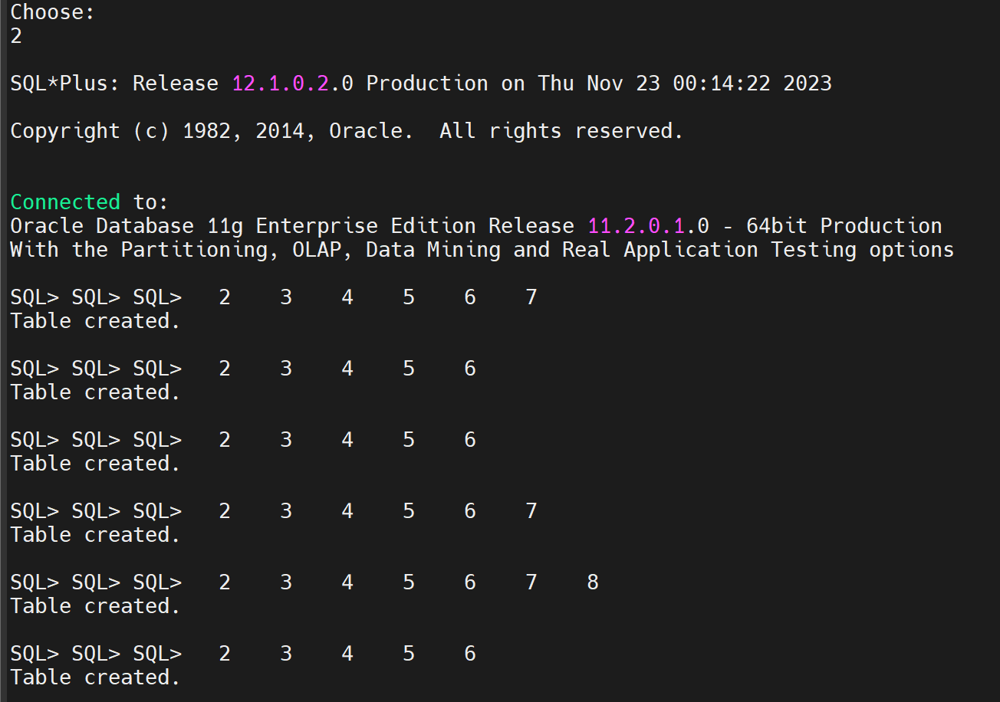 Choose:
2
SQL*Plus: Release 12.1.0.2.0 Production on Thu Nov 23 00:14:22 2023
Copyright (c) 1982, 2014, Oracle.  All rights reserved.
Connected to:
Oracle Database 11g Enterprise Edition Release 11.2.0.1.0 - 64bit Production
With the Partitioning, OLAP, Data Mining and Real Application Testing options
SQL> SQL> SQL>   2    3    4    5    6    7
Table created.
SQL> SQL> SQL>   2    3    4    5    6
Table created.
SQL> SQL> SQL>   2    3    4    5    6
Table created.
SQL> SQL> SQL>   2    3    4    5    6    7
Table created.
SQL> SQL> SQL>   2    3    4    5    6    7    8
Table created.
SQL> SQL> SQL>   2    3    4    5    6
Table created.